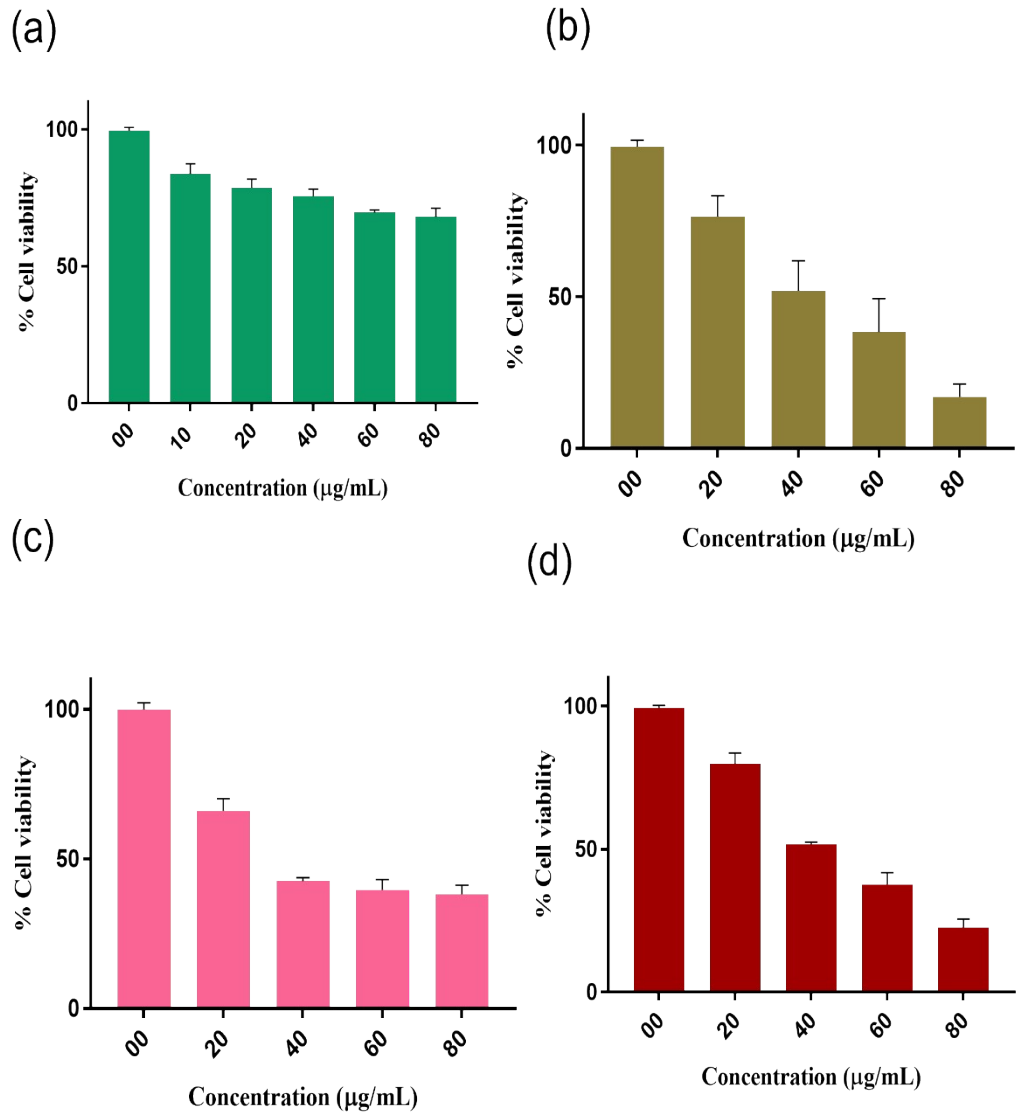 (a)
% Cell viability
100
50
0
00 10 20 40 60 80
Concentration (μg/mL)
(b)
% Cell viability
100
50
0
00 20 40 60 80
Concentration (μg/mL)
(c)
% Cell viability
100
50
0
00 20 40 60 80
Concentration (μg/mL)
(d)
% Cell viability
100
50
0
00 20 40 60 80
Concentration (μg/mL)